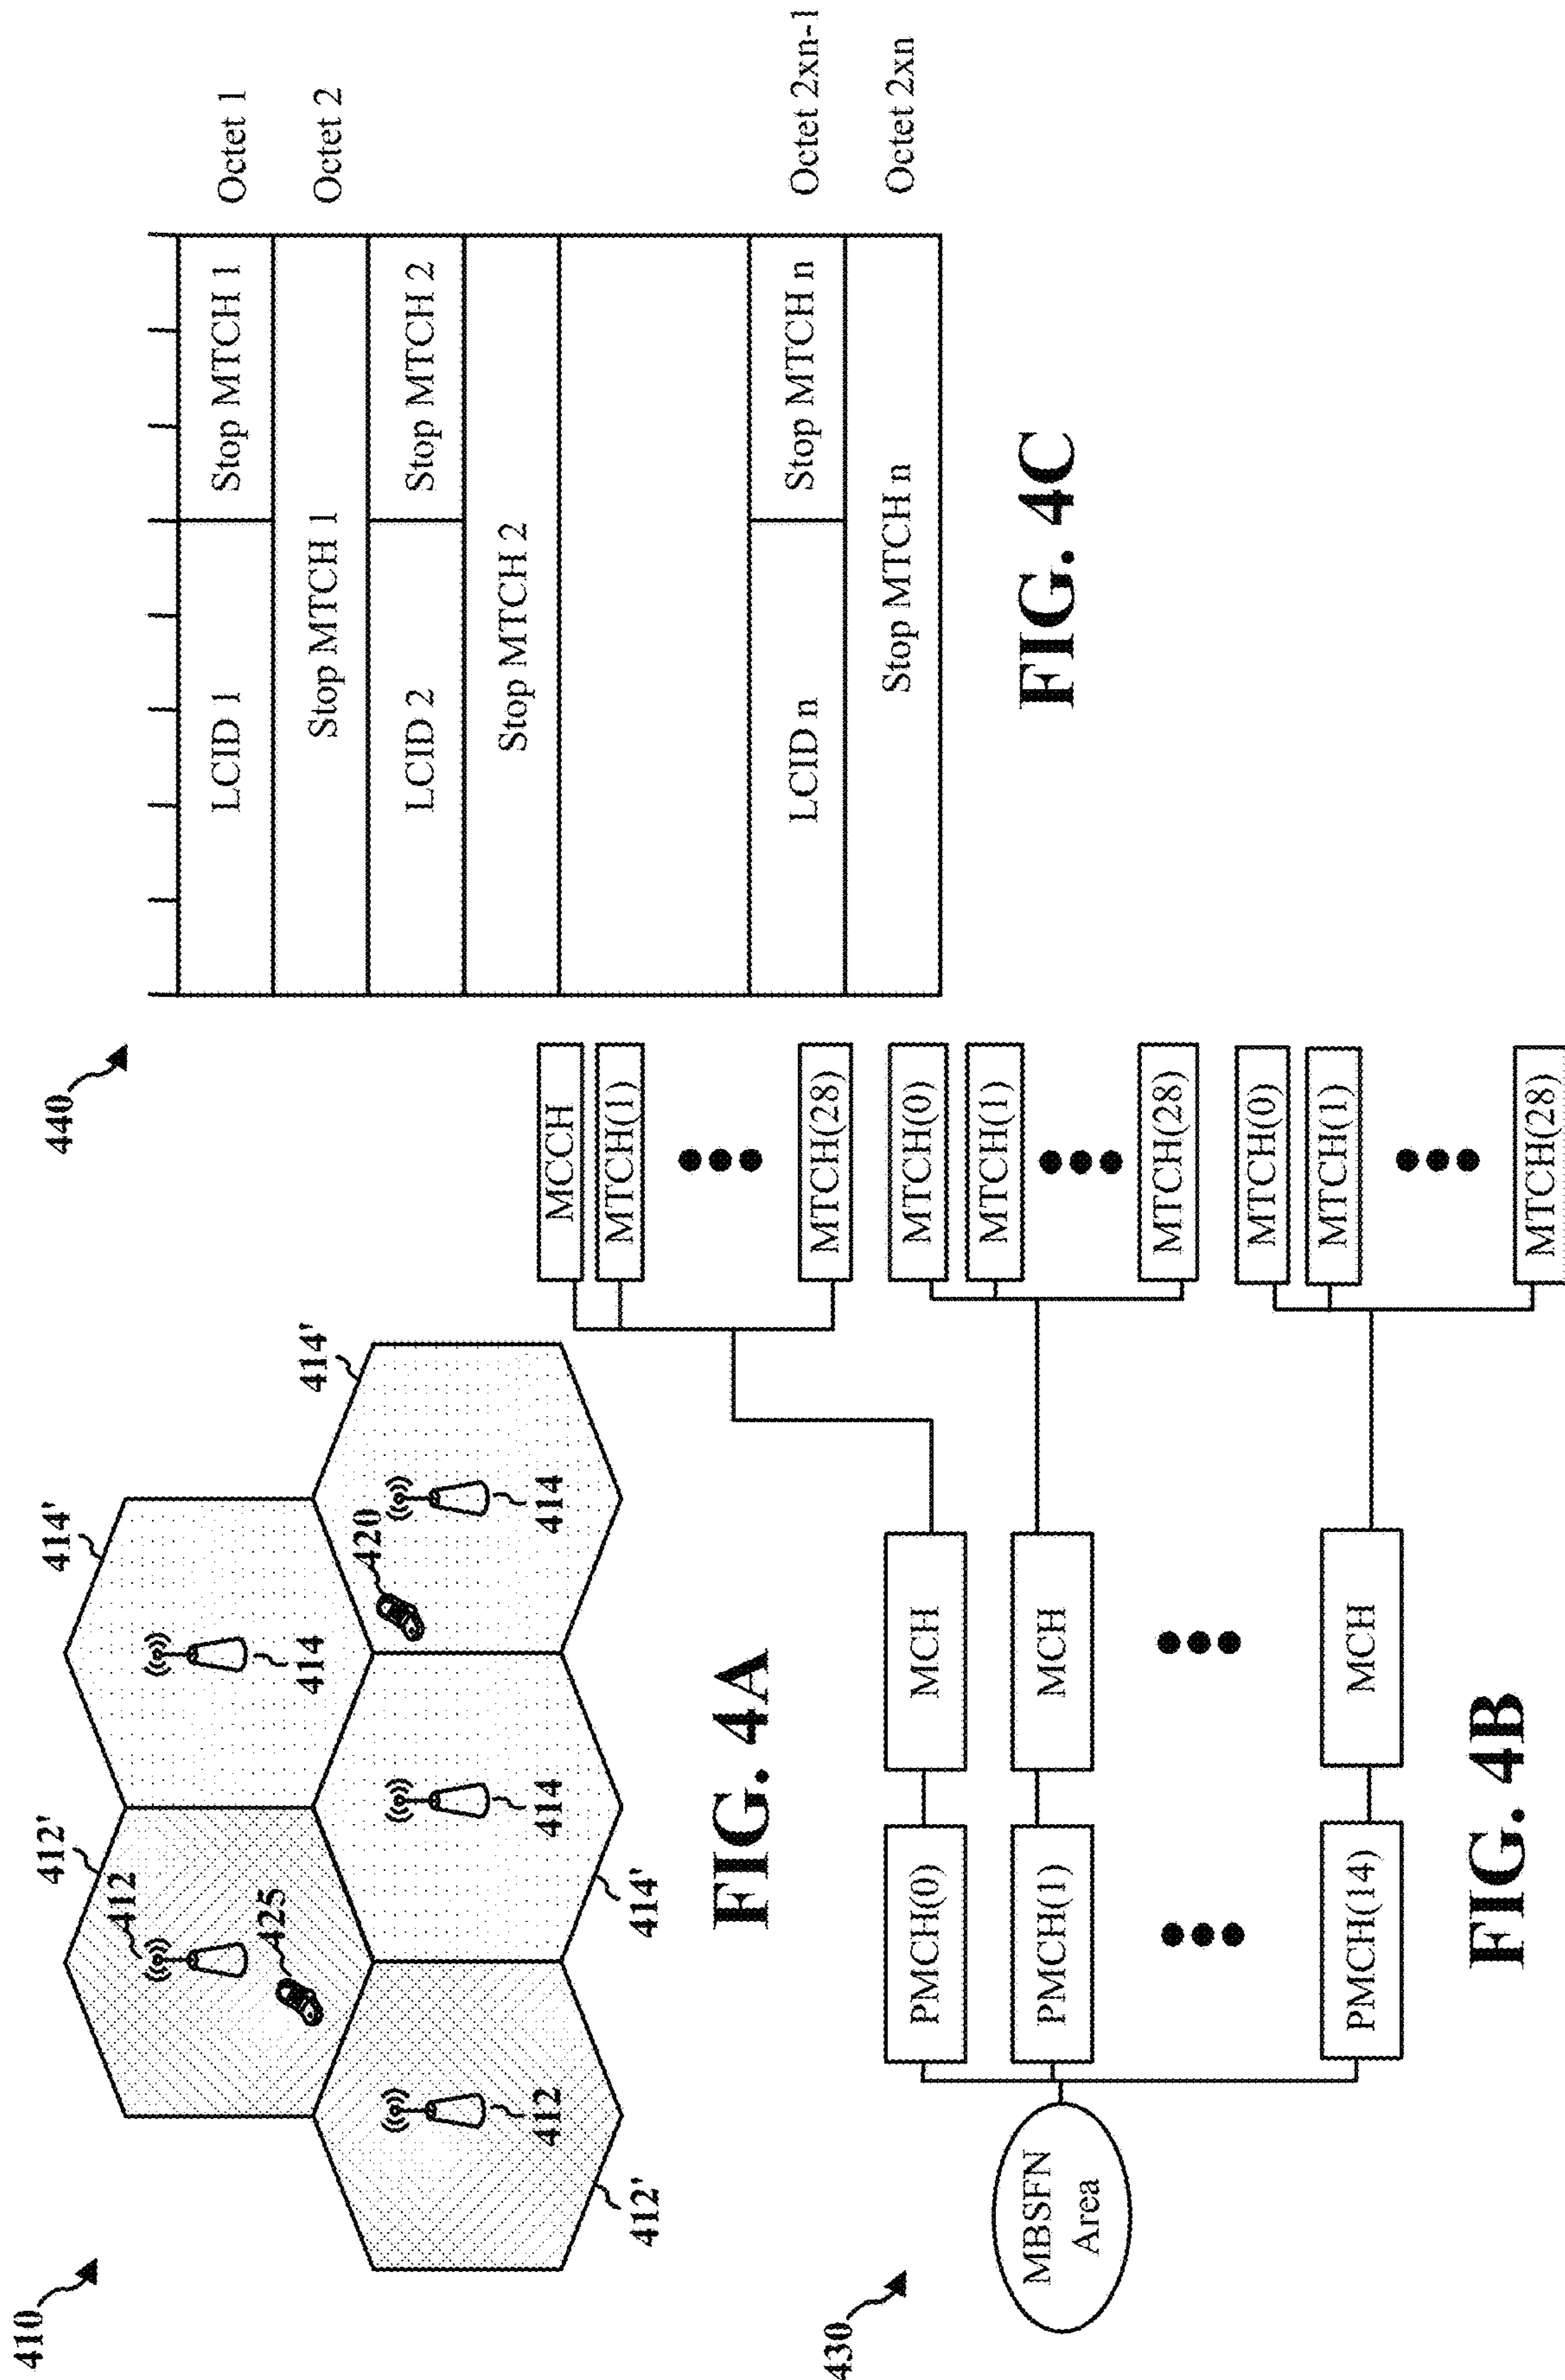 410
412'
414'
412
425
414
414'
420
412
414
414
412'
414'
FIG. 4A
430
MBSFN
Area
PMCH(0)
MCH
MCCH
MTCH(1)
MTCH(28)
PMCH(1)
MCH
MTCH(0)
MTCH(1)
MTCH(28)
PMCH(14)
MCH
MTCH(0)
MTCH(1)
MTCH(28)
FIG. 4B
440
LCID 1 Stop MTCH 1 Octet 1
Stop MTCH 1 Octet 2
LCID 2 Stop MTCH 2
Stop MTCH 2
LCID n Stop MTCH n Octet 2xn-1
Stop MTCH n Octet 2xn
FIG. 4C